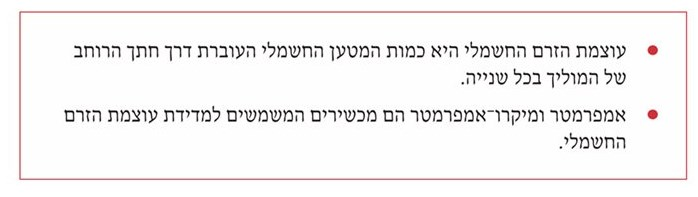 • עוצמת הזרם החשמלי היא כמות המטען החשמלי העוברת דרך חתך הרוחב
של המוליך בכל שנייה.
• אמפרמטר ומיקרו־אמפרמטר הם מכשירים המשמשים למדידת עוצמת הזרם
החשמלי.